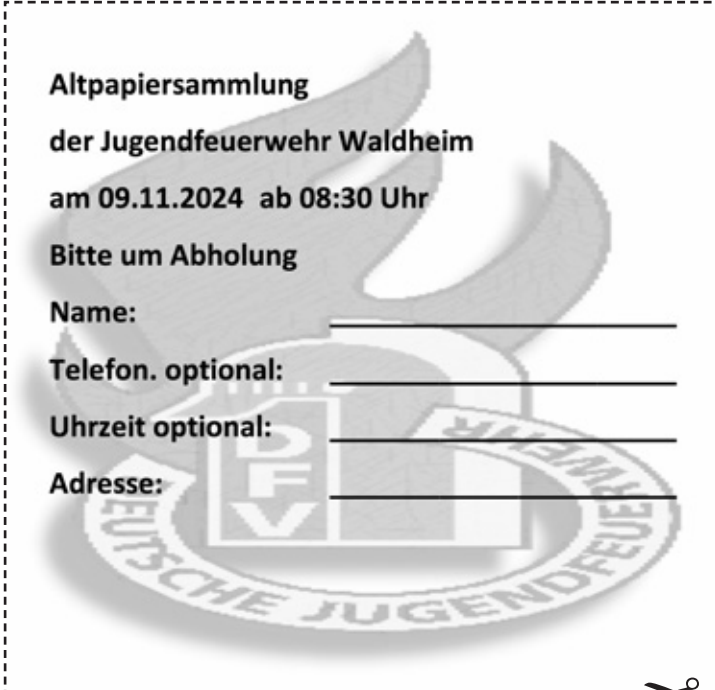 Altpapiersammlung
der Jugendfeuerwehr Waldheim
am 09.11.2024 ab 08:30 Uhr
Bitte um Abholung
Name:
Telefon. optional:
Uhrzeit optional:
Adresse:
DFV
DEUTSCHE JUGENDFEUERWEHR